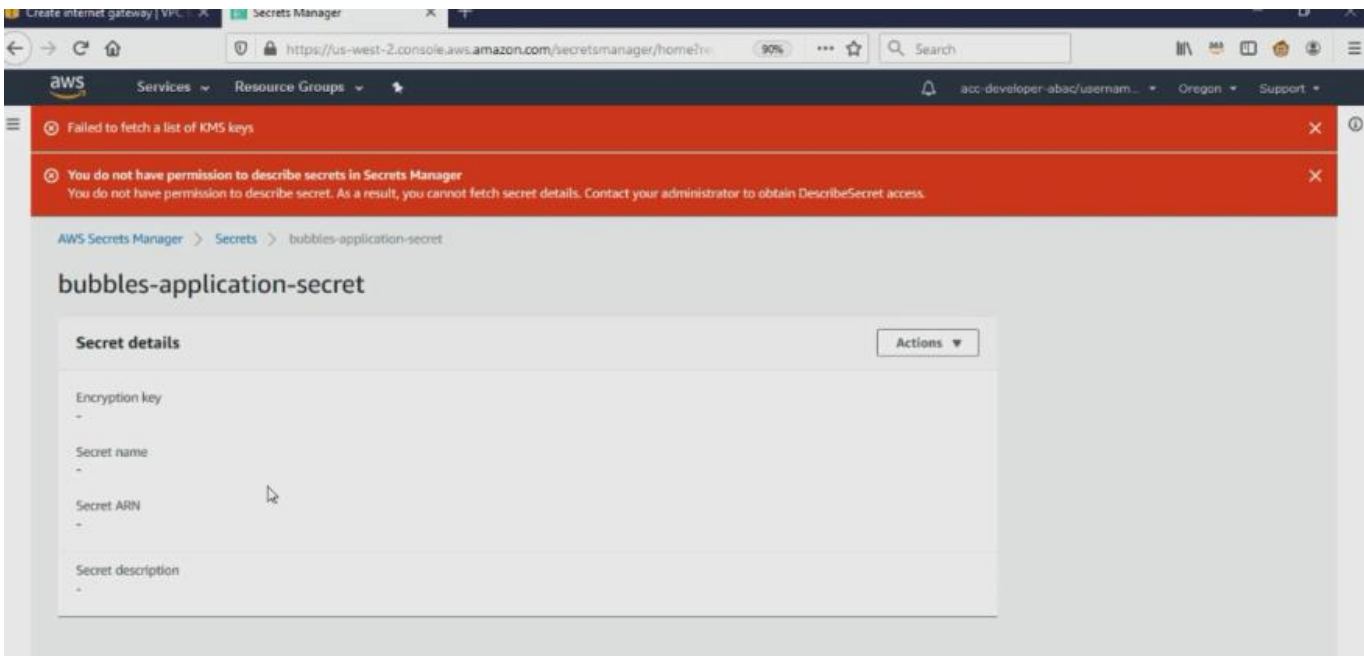 Create internet gateway | VPC
Secrets Manager
https://us-west-2.console.aws.amazon.com/secretsmanager/home?re
90%
Search
aws
Services
Resource Groups
acc-developer-abac/usernam...
Oregon
Support
Failed to fetch a list of KMS keys
You do not have permission to describe secrets in Secrets Manager
You do not have permission to describe secret. As a result, you cannot fetch secret details. Contact your administrator to obtain DescribeSecret access.
AWS Secrets Manager > Secrets > bubbles-application-secret
bubbles-application-secret
Secret details
Actions
Encryption key
-
Secret name
-
Secret ARN
-
Secret description
-